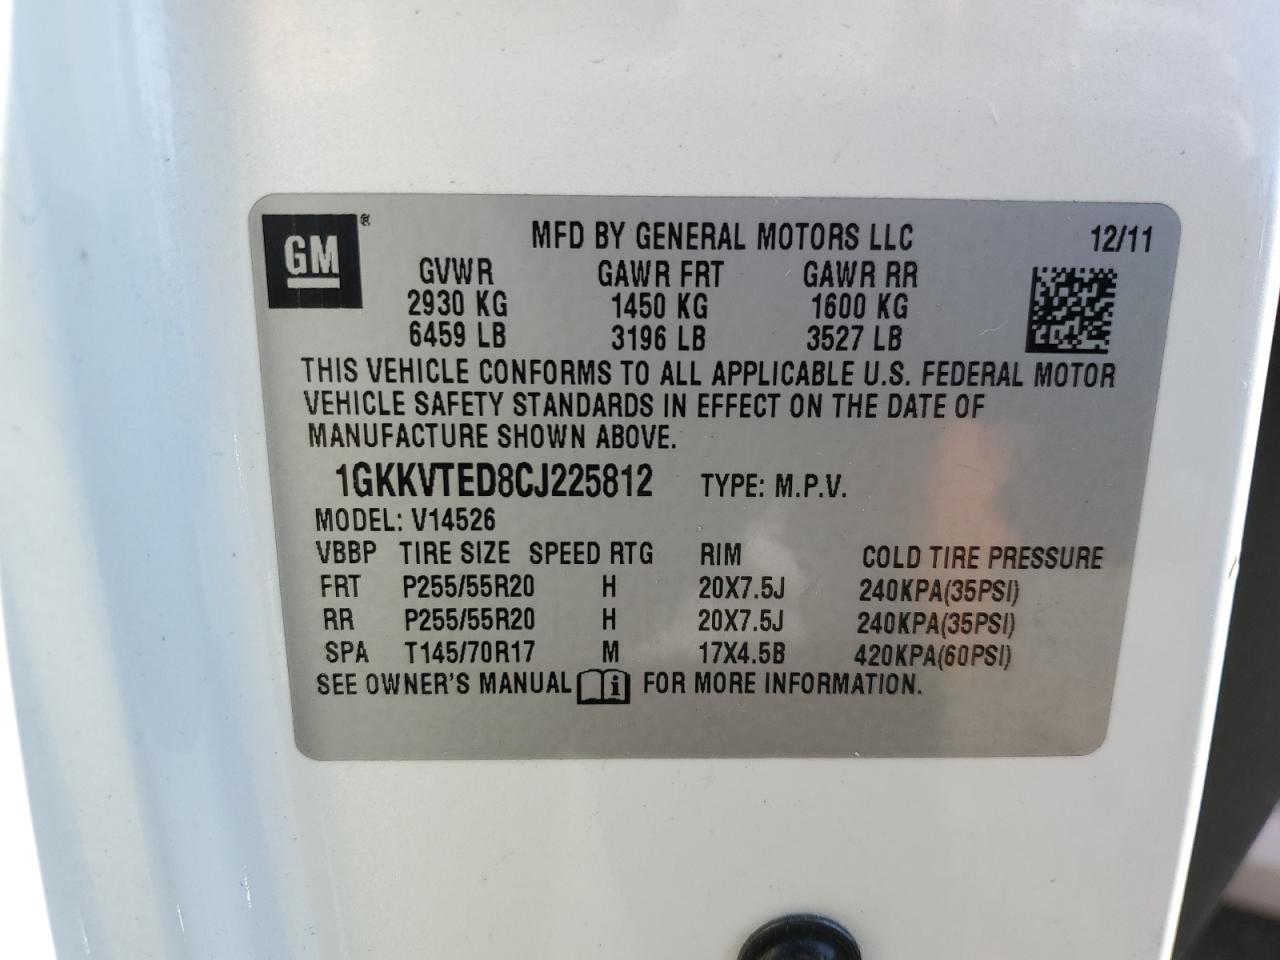 GM ®
MFD BY GENERAL MOTORS LLC 12/11
GVWR GAWR FRT GAWR RR
2930 KG 1450 KG 1600 KG
6459 LB 3196 LB 3527 LB
THIS VEHICLE CONFORMS TO ALL APPLICABLE U.S. FEDERAL MOTOR
VEHICLE SAFETY STANDARDS IN EFFECT ON THE DATE OF
MANUFACTURE SHOWN ABOVE.
1GKKVTED8CJ225812 TYPE: M.P.V.
MODEL: V14526
VBBP TIRE SIZE SPEED RTG RIM COLD TIRE PRESSURE
FRT P255/55R20 H 20X7.5J 240KPA(35PSI)
RR P255/55R20 H 20X7.5J 240KPA(35PSI)
SPA T145/70R17 M 17X4.5B 420KPA(60PSI)
SEE OWNER'S MANUAL i FOR MORE INFORMATION.